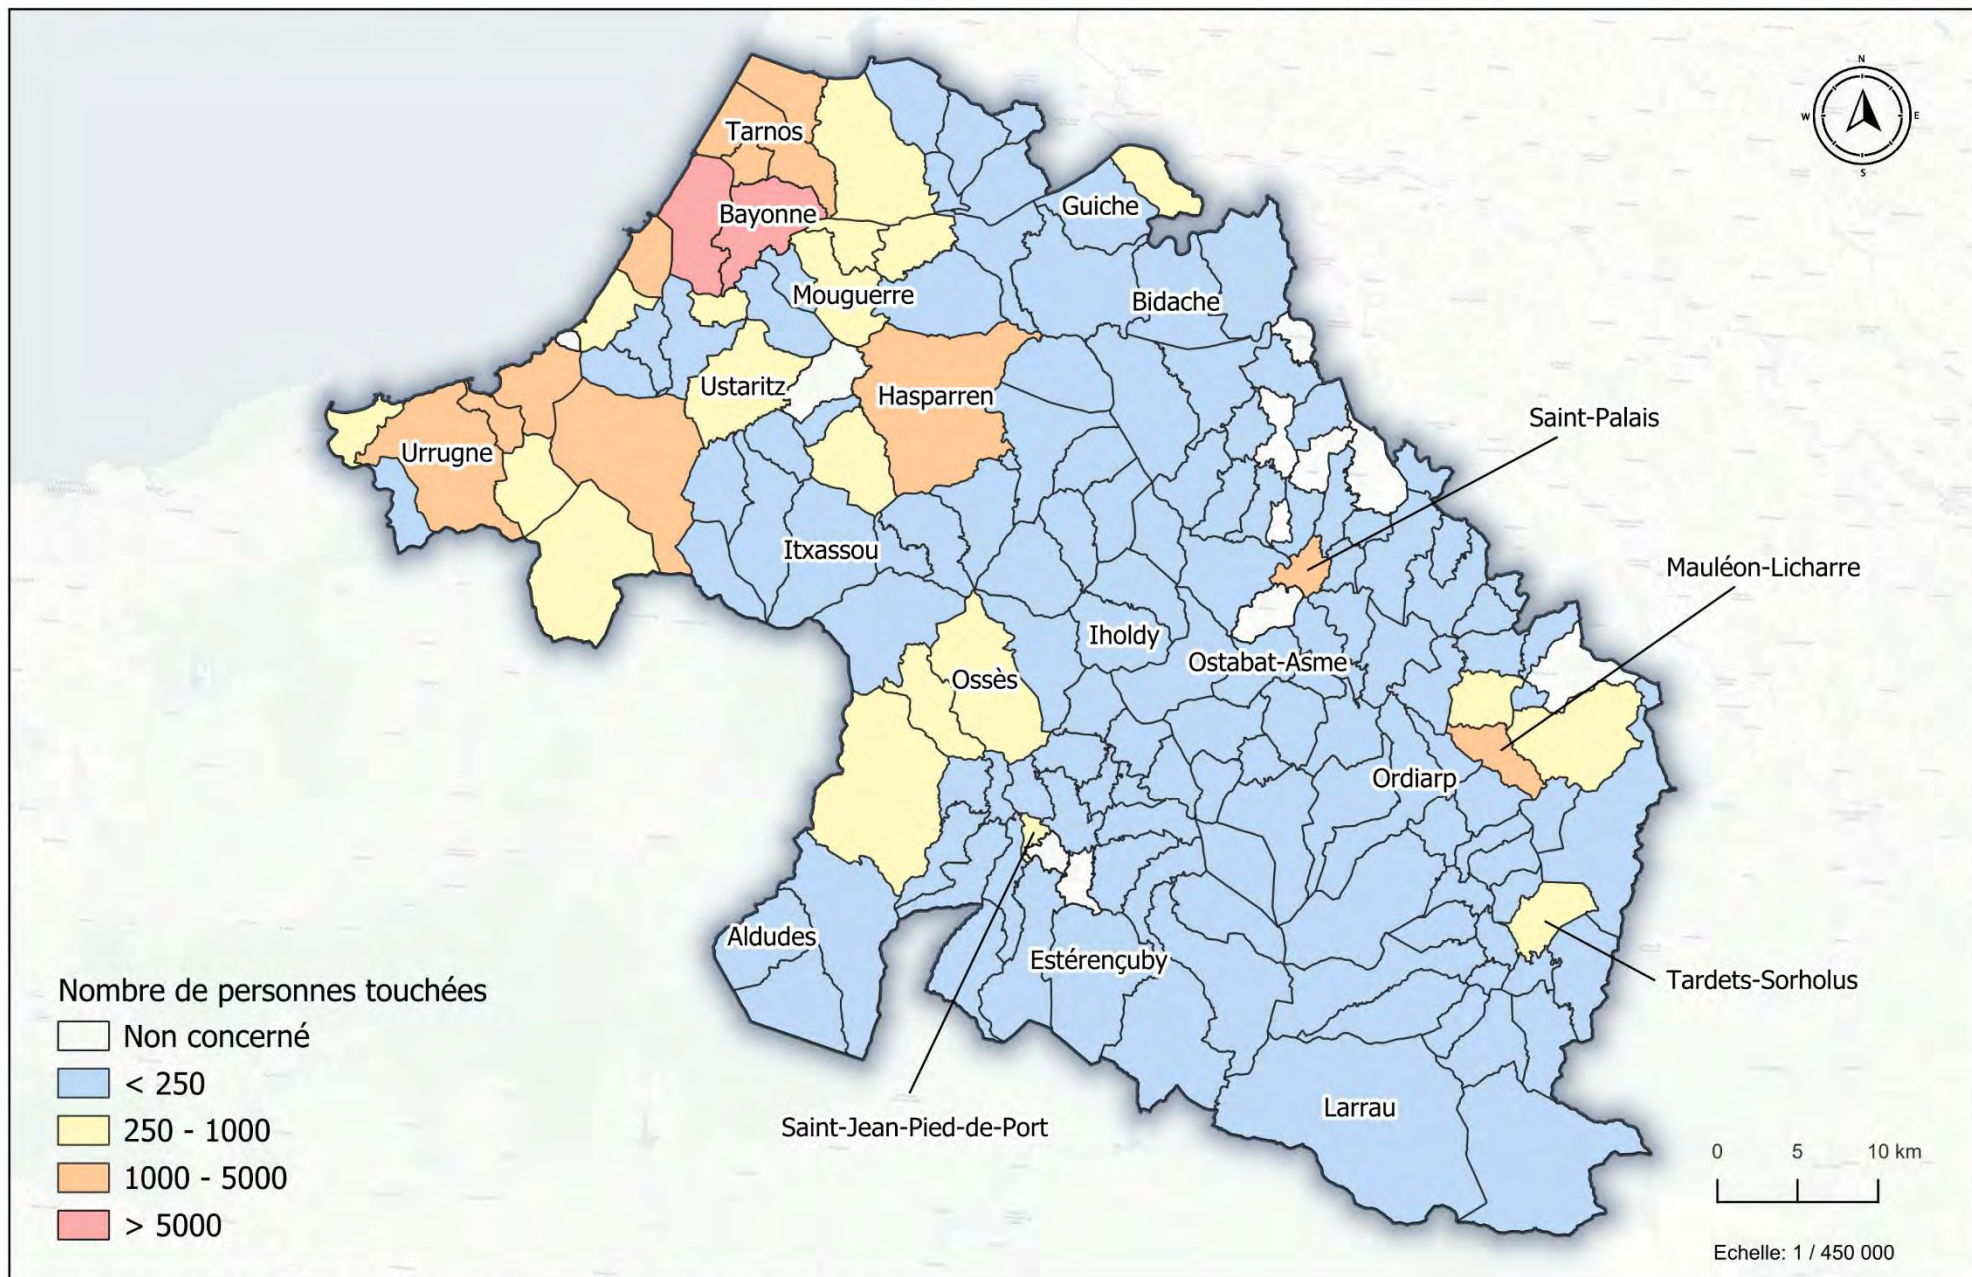 N
W
E
S
Tarnos
Bayonne
Guiche
Mouguerre
Bidache
Ustaritz
Hasparren
Saint-Palais
Urrugne
Itxassou
Mauléon-Licharre
Iholdy
Ostabat-Asme
Ossès
Ordiarp
Aldudes
Estérençuby
Tardets-Sorholus
Larrau
Saint-Jean-Pied-de-Port
Nombre de personnes touchées
Non concerné
< 250
250 - 1000
1000 - 5000
> 5000
0 5 10 km
Echelle: 1 / 450 000